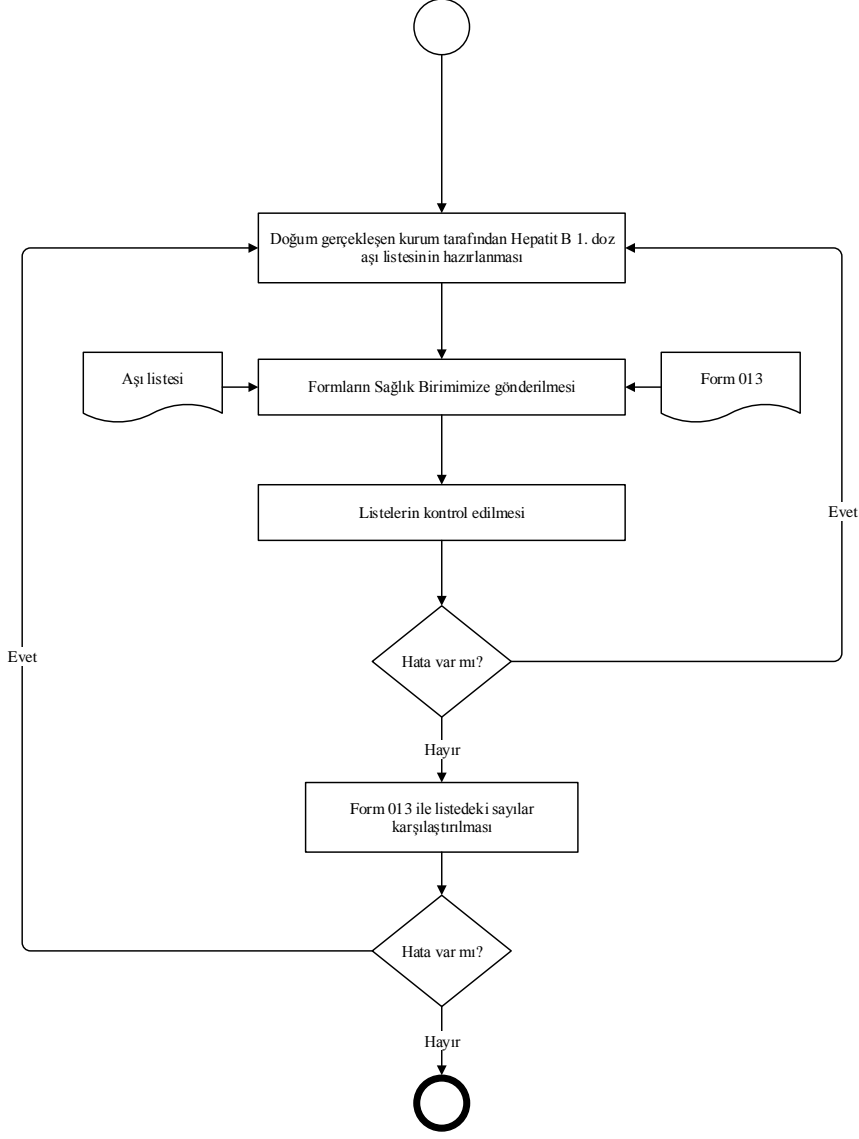 Doğum gerçekleşen kurum tarafından Hepatit B 1. doz
aşı listesinin hazırlanması
Aşı listesi
Formların Sağlık Birimimize gönderilmesi
Form 013
Listelerin kontrol edilmesi
Evet
Hata var mı?
Evet
Hayır
Form 013 ile listedeki sayılar
karşılaştırılması
Hata var mı?
Hayır